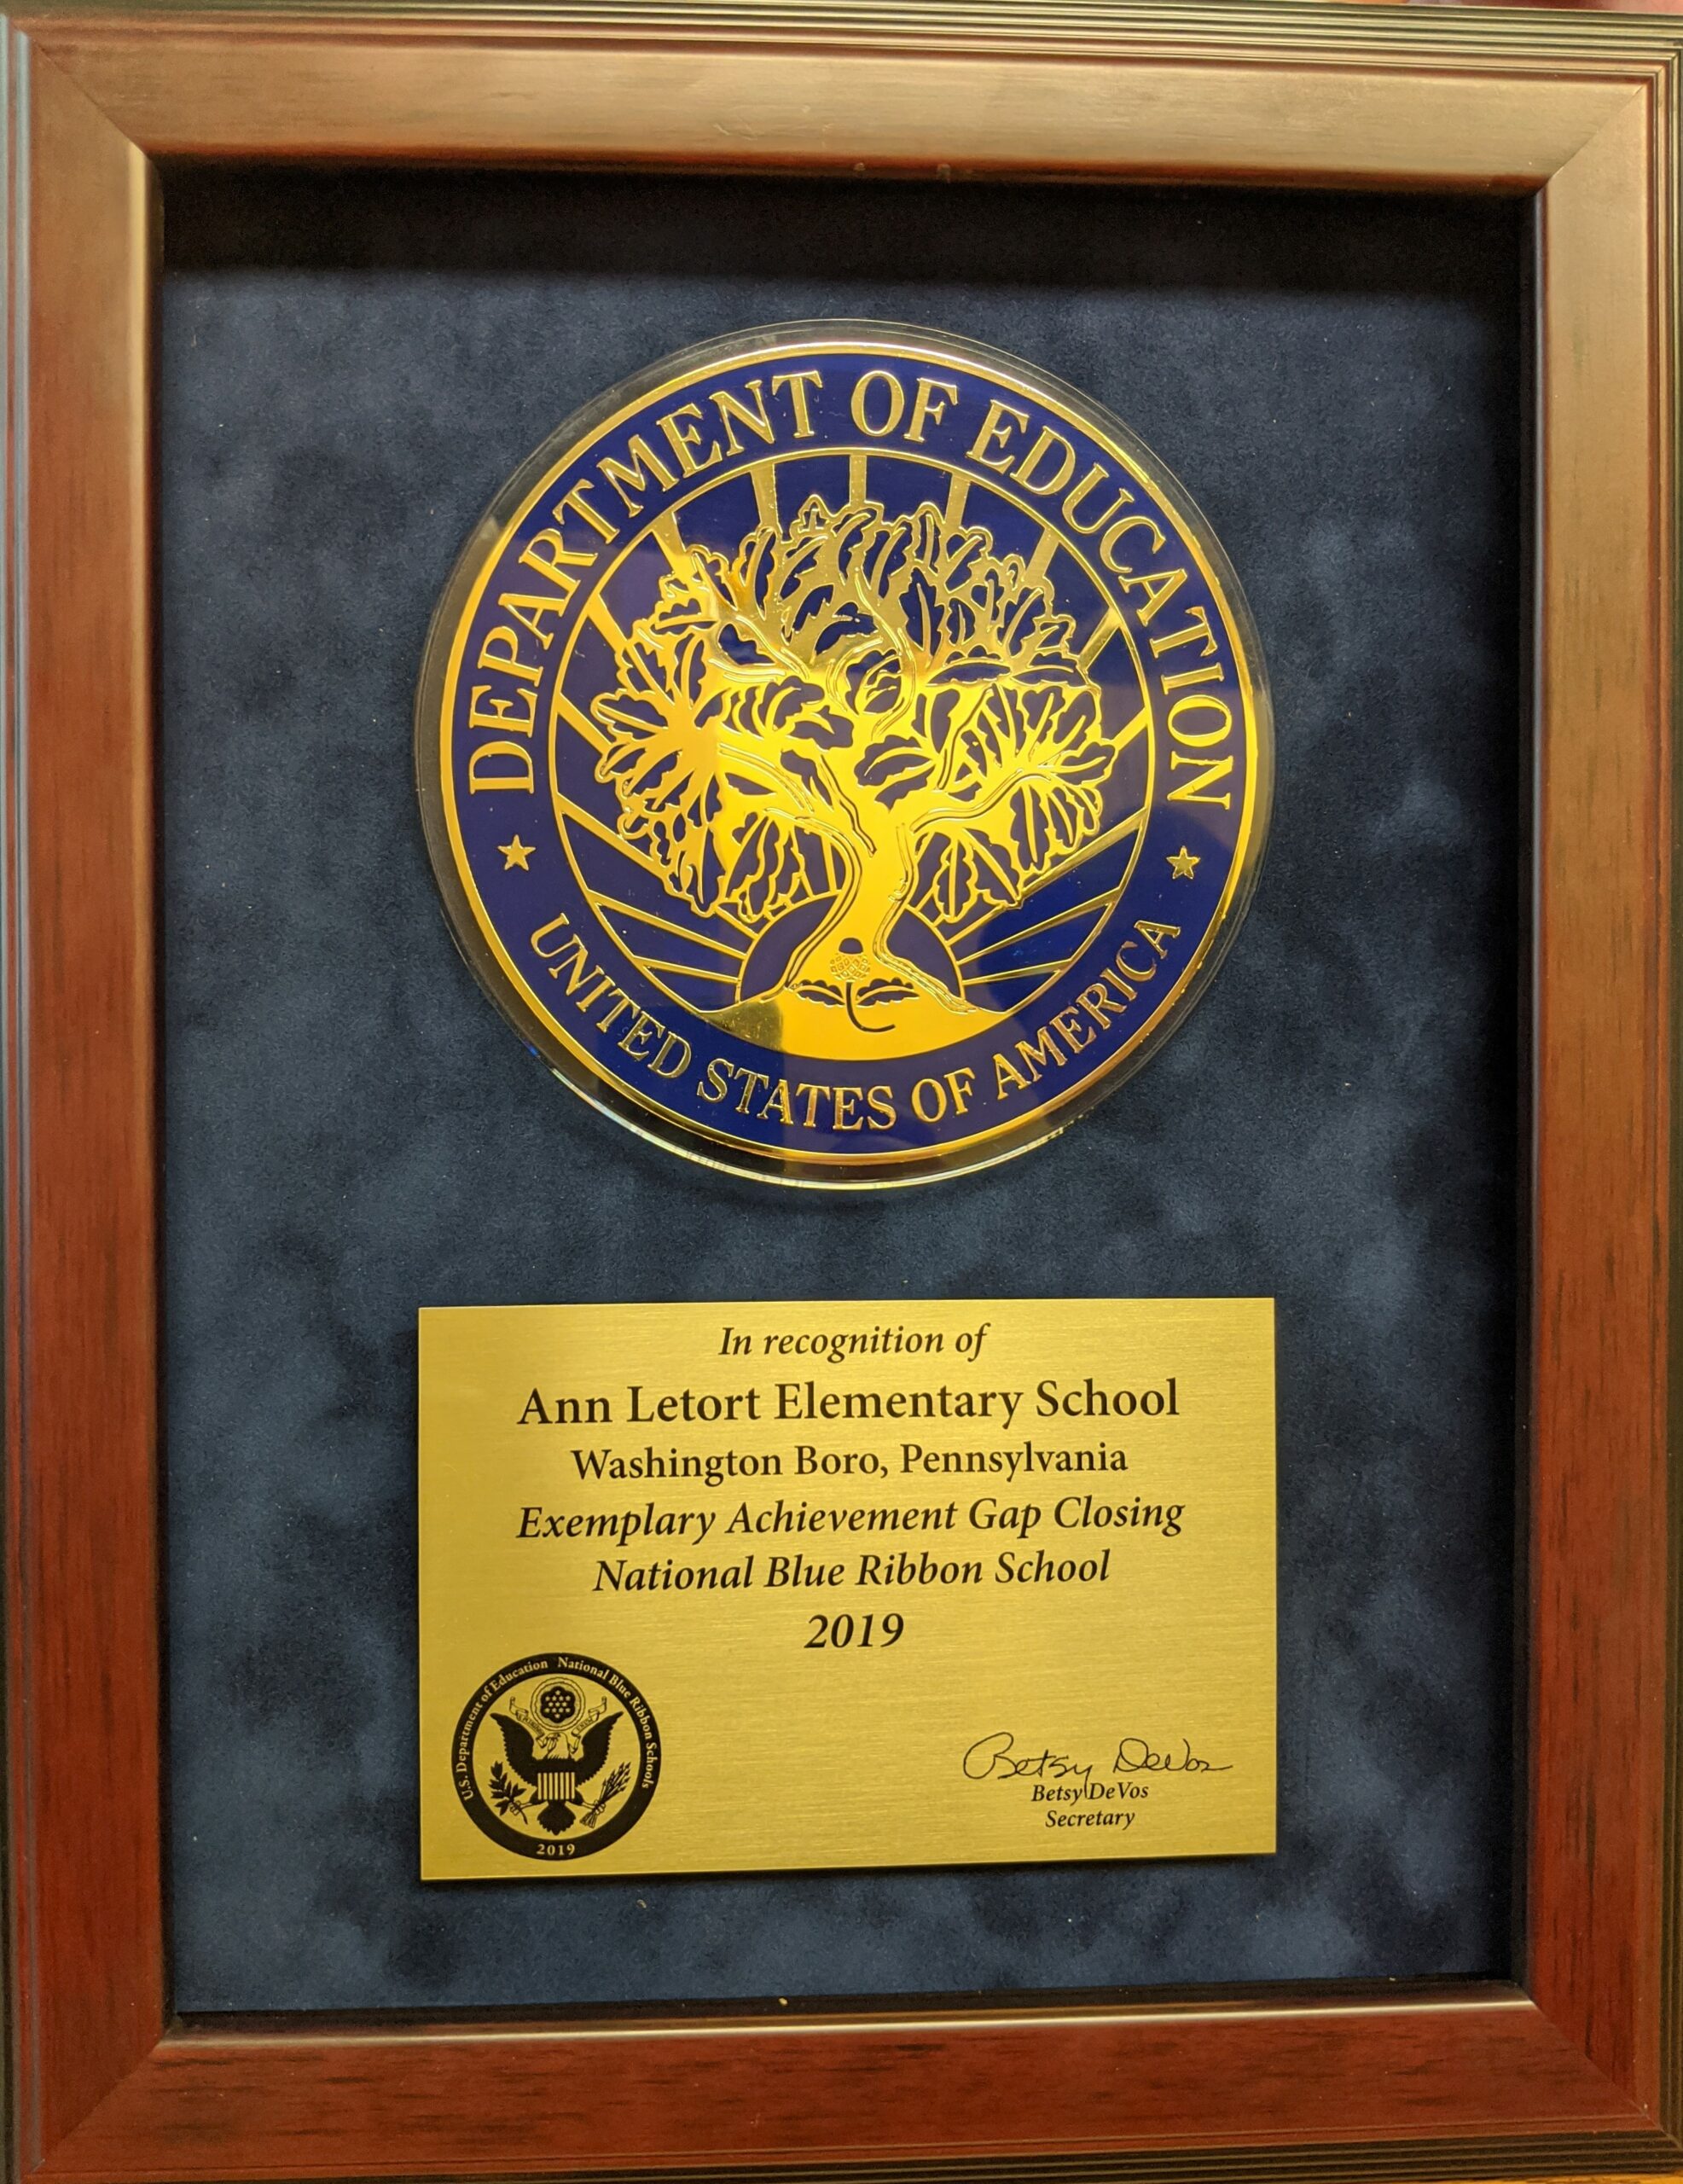 DEPARTMENT OF EDUCATION
UNITED STATES OF AMERICA
In recognition of
Ann Letort Elementary School
Washington Boro, Pennsylvania
Exemplary Achievement Gap Closing
National Blue Ribbon School
2019
U.S. Department of Education National Blue Ribbon Schools
2019
Betsy DeVos
Betsy DeVos
Secretary